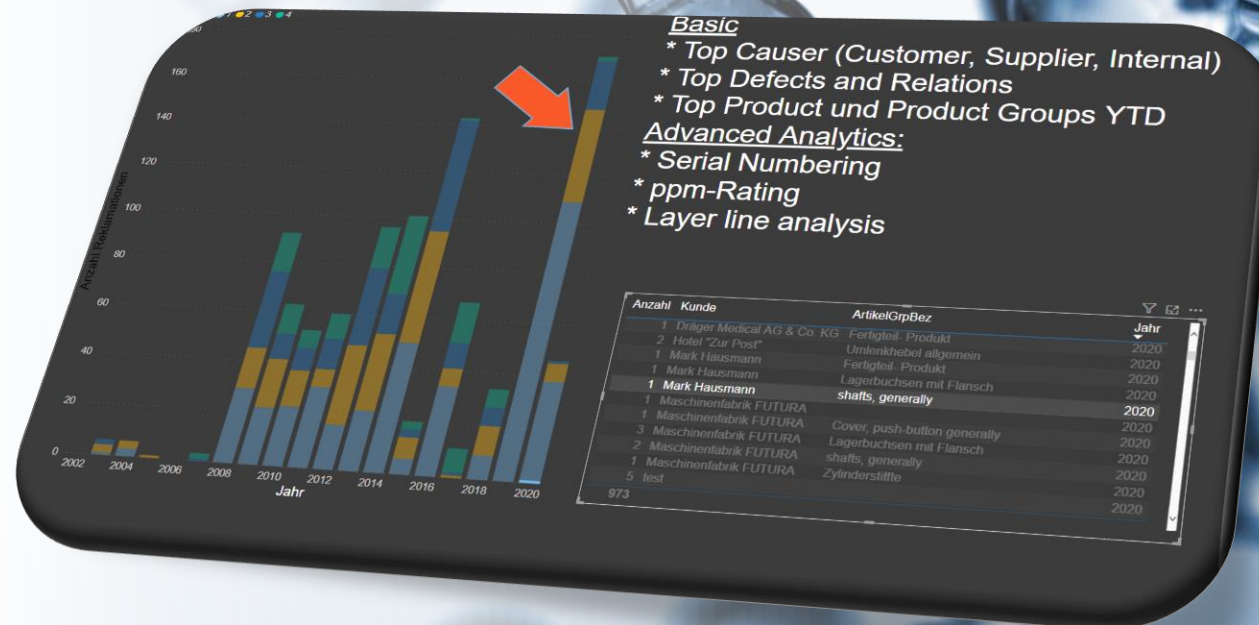 1 2 3 4
180
160
140
120
100
80
60
40
20
0
Anzahl Reklamationen
2002 2004 2006 2008 2010 2012 2014 2016 2018 2020
Jahr
Basic
* Top Causer (Customer, Supplier, Internal)
* Top Defects and Relations
* Top Product und Product Groups YTD
Advanced Analytics:
* Serial Numbering
* ppm-Rating
* Layer line analysis
Anzahl Kunde ArtikelGrpBez Jahr
1 Dräger Medical AG & Co. KG Fertigteil- Produkt 2020
2 Hotel "Zur Post" Umlenkhebel allgemein 2020
1 Mark Hausmann Fertigteil- Produkt 2020
1 Mark Hausmann Lagerbuchsen mit Flansch 2020
1 Mark Hausmann shafts, generally 2020
1 Maschinenfabrik FUTURA 2020
1 Maschinenfabrik FUTURA Cover, push-button generally 2020
3 Maschinenfabrik FUTURA Lagerbuchsen mit Flansch 2020
2 Maschinenfabrik FUTURA shafts, generally 2020
1 Maschinenfabrik FUTURA Zylinderstiffte 2020
5 test 2020
973